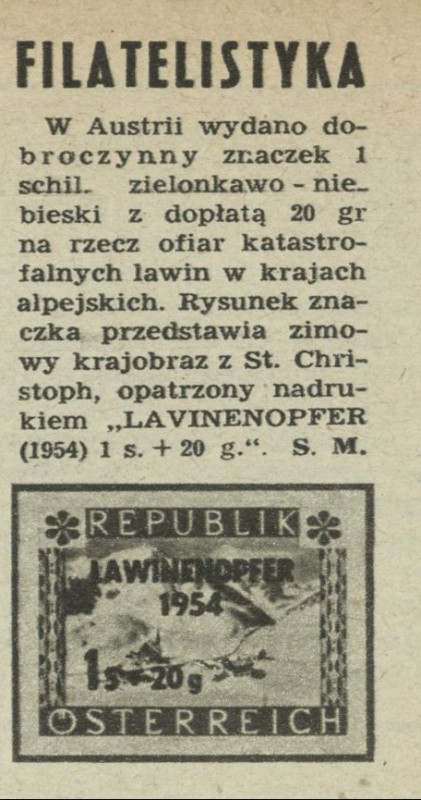 FILATELISTYKA
W Austrii wydano do-
broczynny znaczek 1
schil. zielonkawo - nie-
bieski z dopłatą 20 gr
na rzecz ofiar katastro-
falnych lawin w krajach
alpejskich. Rysunek zna-
czka przedstawia zimo-
wy krajobraz z St. Chri-
stoph, opatrzony nadru-
kiem „LAVINENOPFER
(1954) 1 s. + 20 g.“. S. M.
REPUBLIK
LAWINENOPFER
1954
1 s + 20 g
ÖSTERREICH